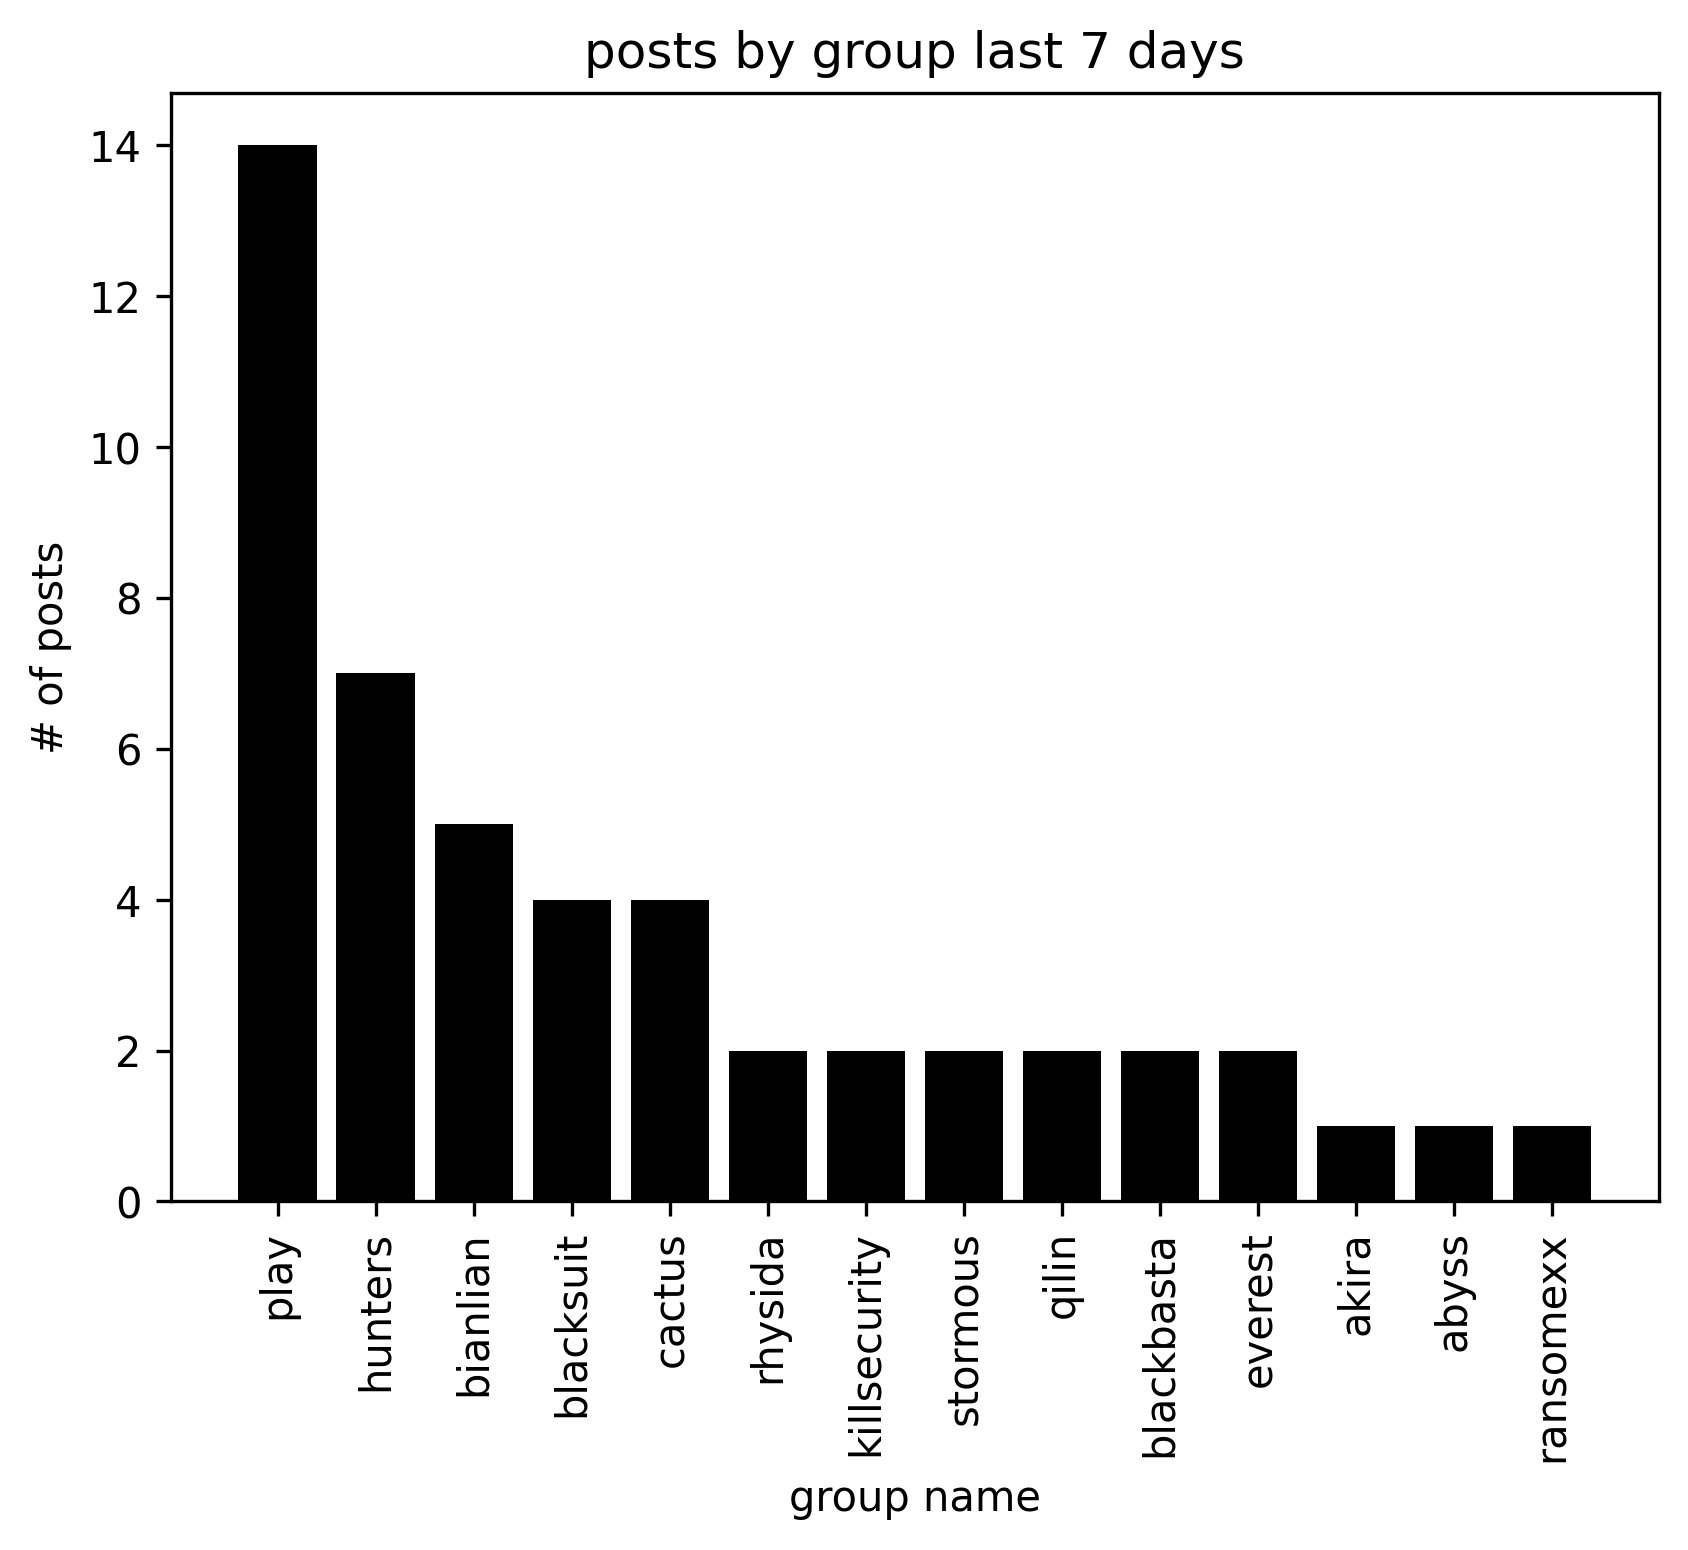 posts by group last 7 days
# of posts
14
12
10
8
6
4
2
0
play
hunters
bianlian
blacksuit
cactus
rhysida
killsecurity
stormous
qilin
blackbasta
everest
akira
abyss
ransomexx
group name